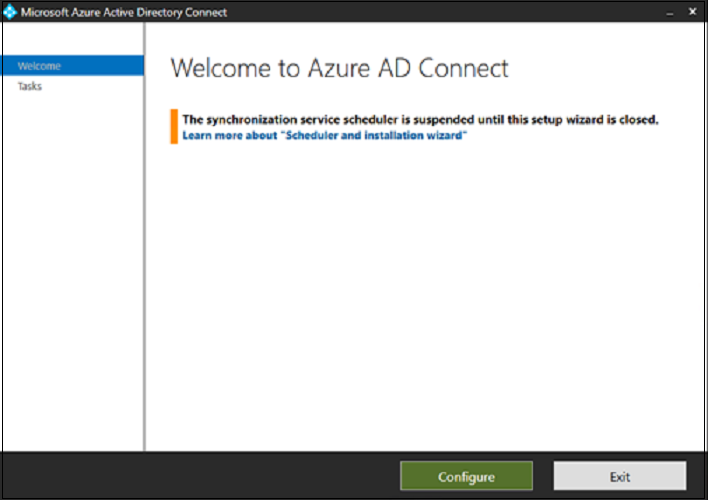 Microsoft Azure Active Directory Connect
Welcome
Tasks
Welcome to Azure AD Connect
The synchronization service scheduler is suspended until this setup wizard is closed.
Learn more about "Scheduler and installation wizard"
Configure
Exit